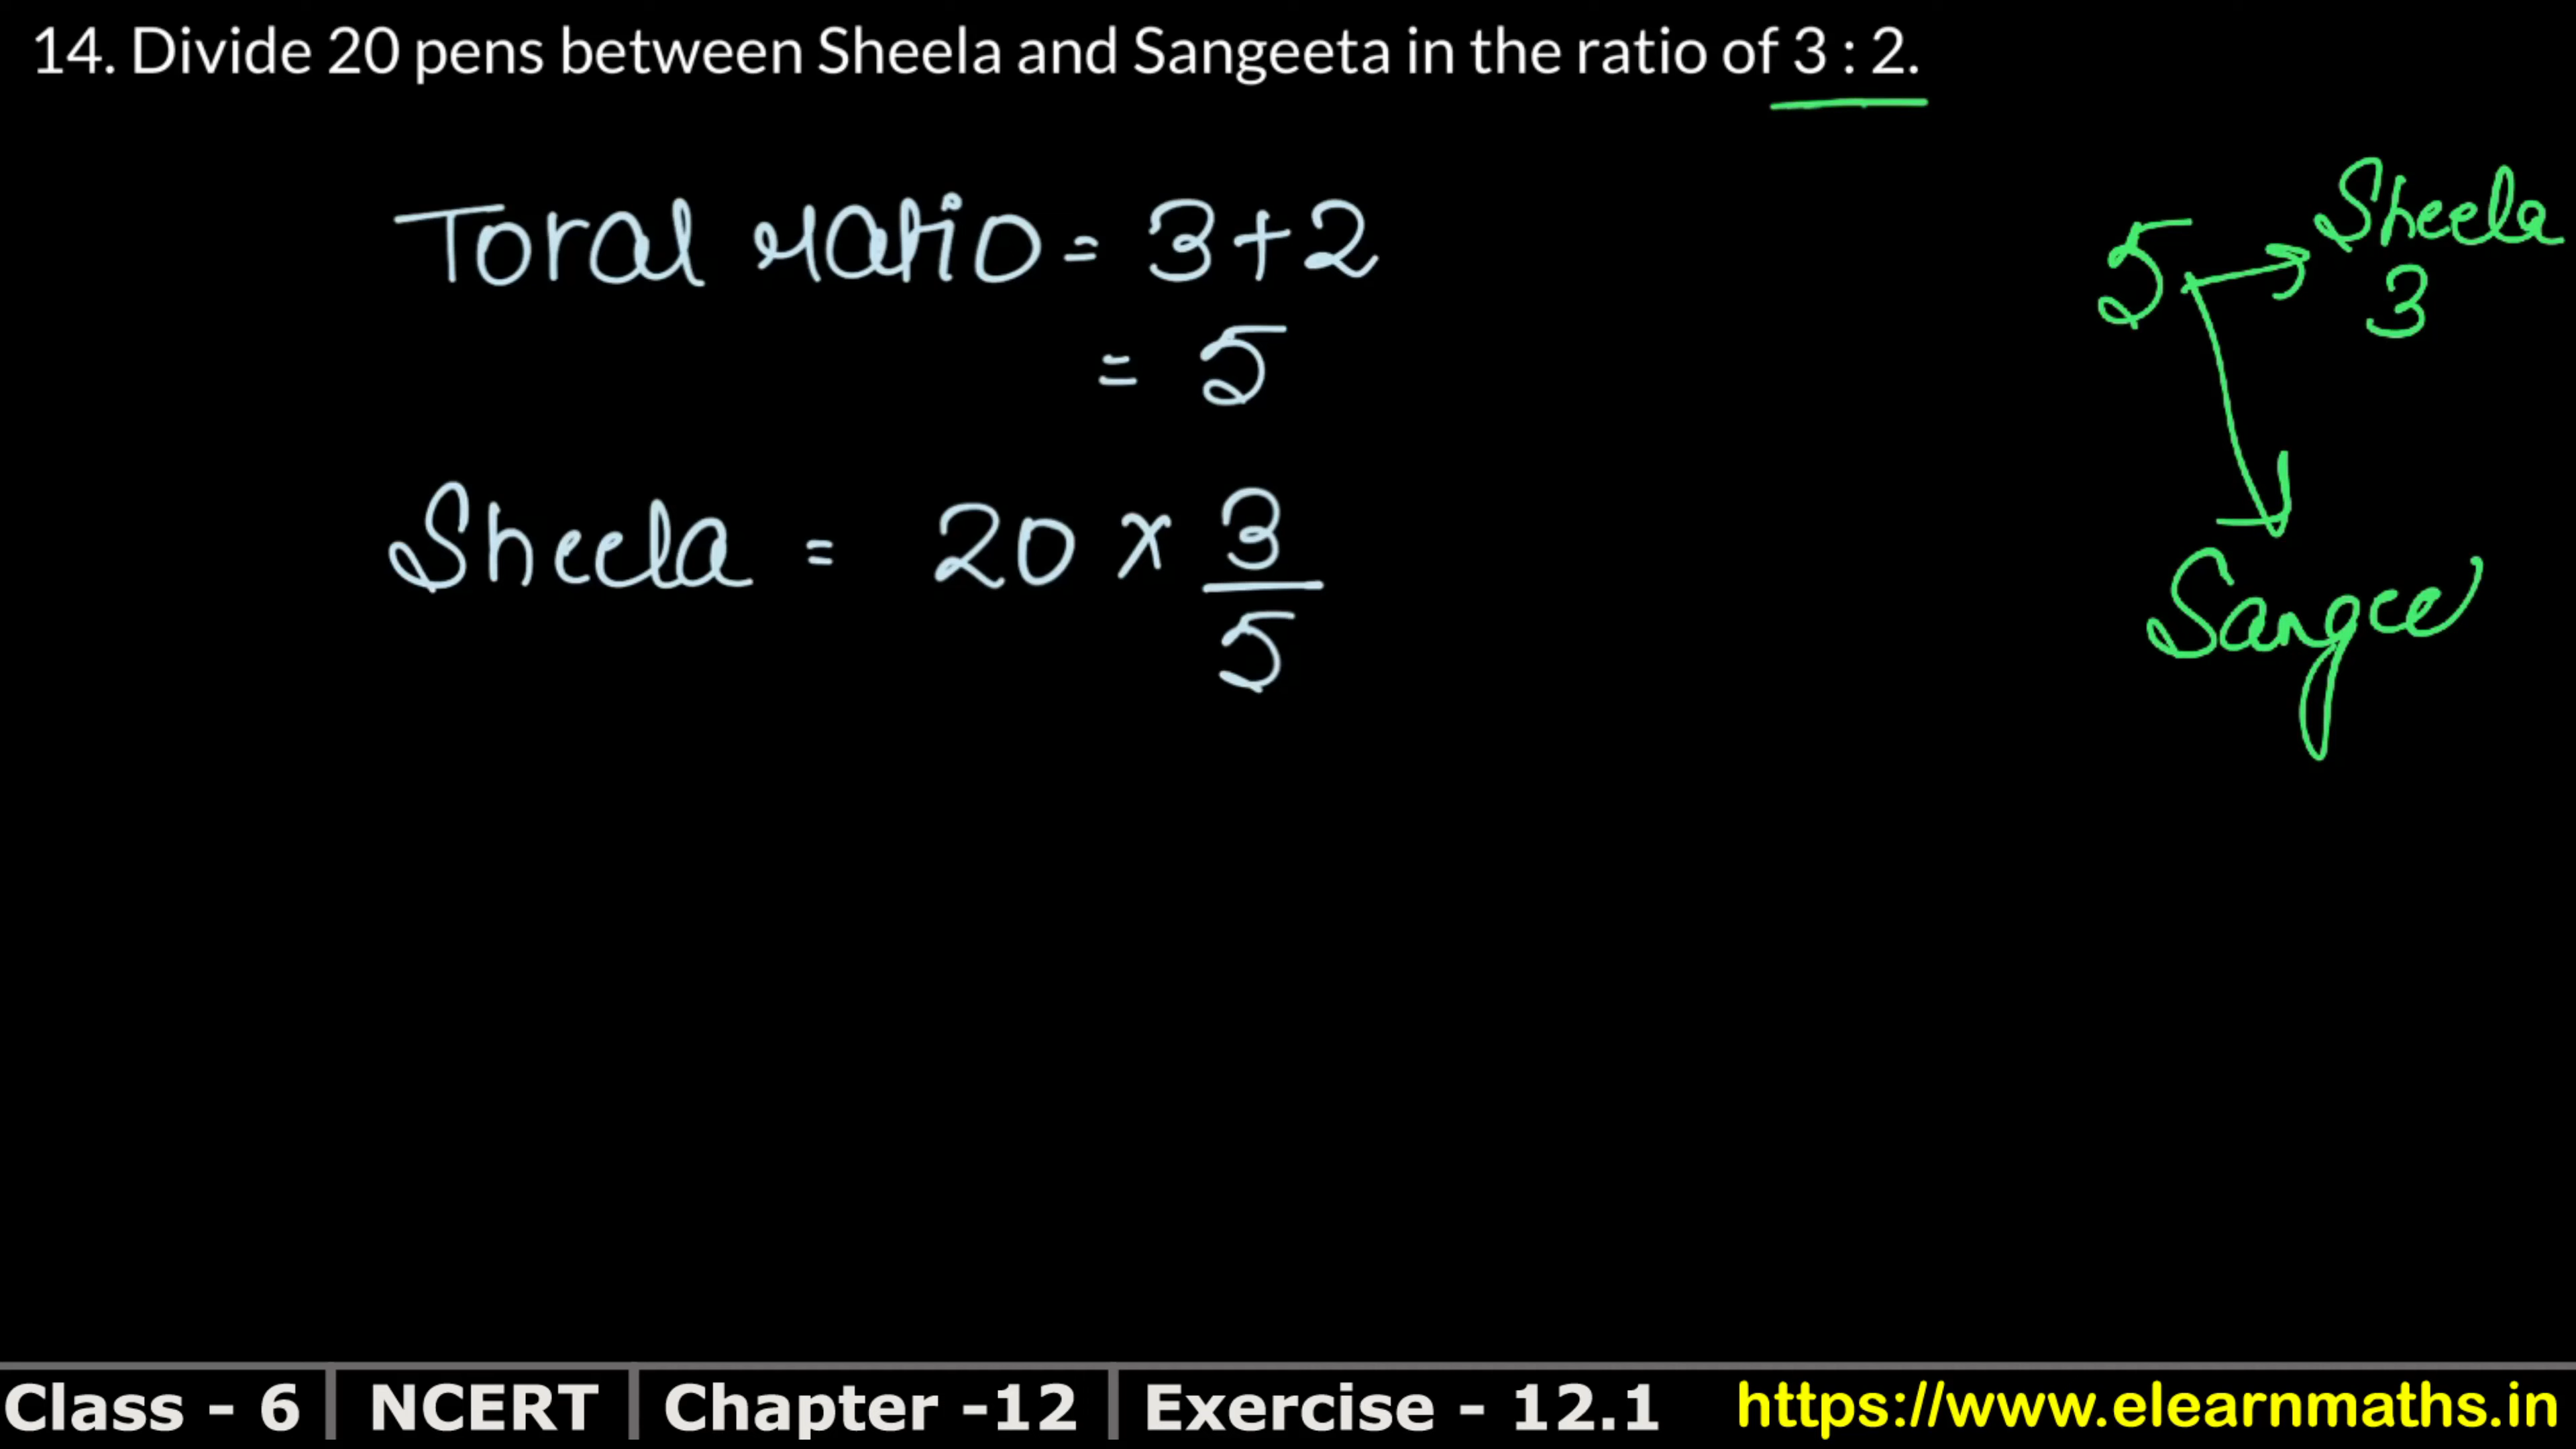 14. Divide 20 pens between Sheela and Sangeeta in the ratio of 3 : 2.
Total ratio = 3+2
= 5
Sheela = 20 × 3/5
5 → Sheela
3
Sangee
Class - 6 | NCERT | Chapter -12 | Exercise - 12.1 https://www.elearnmaths.in